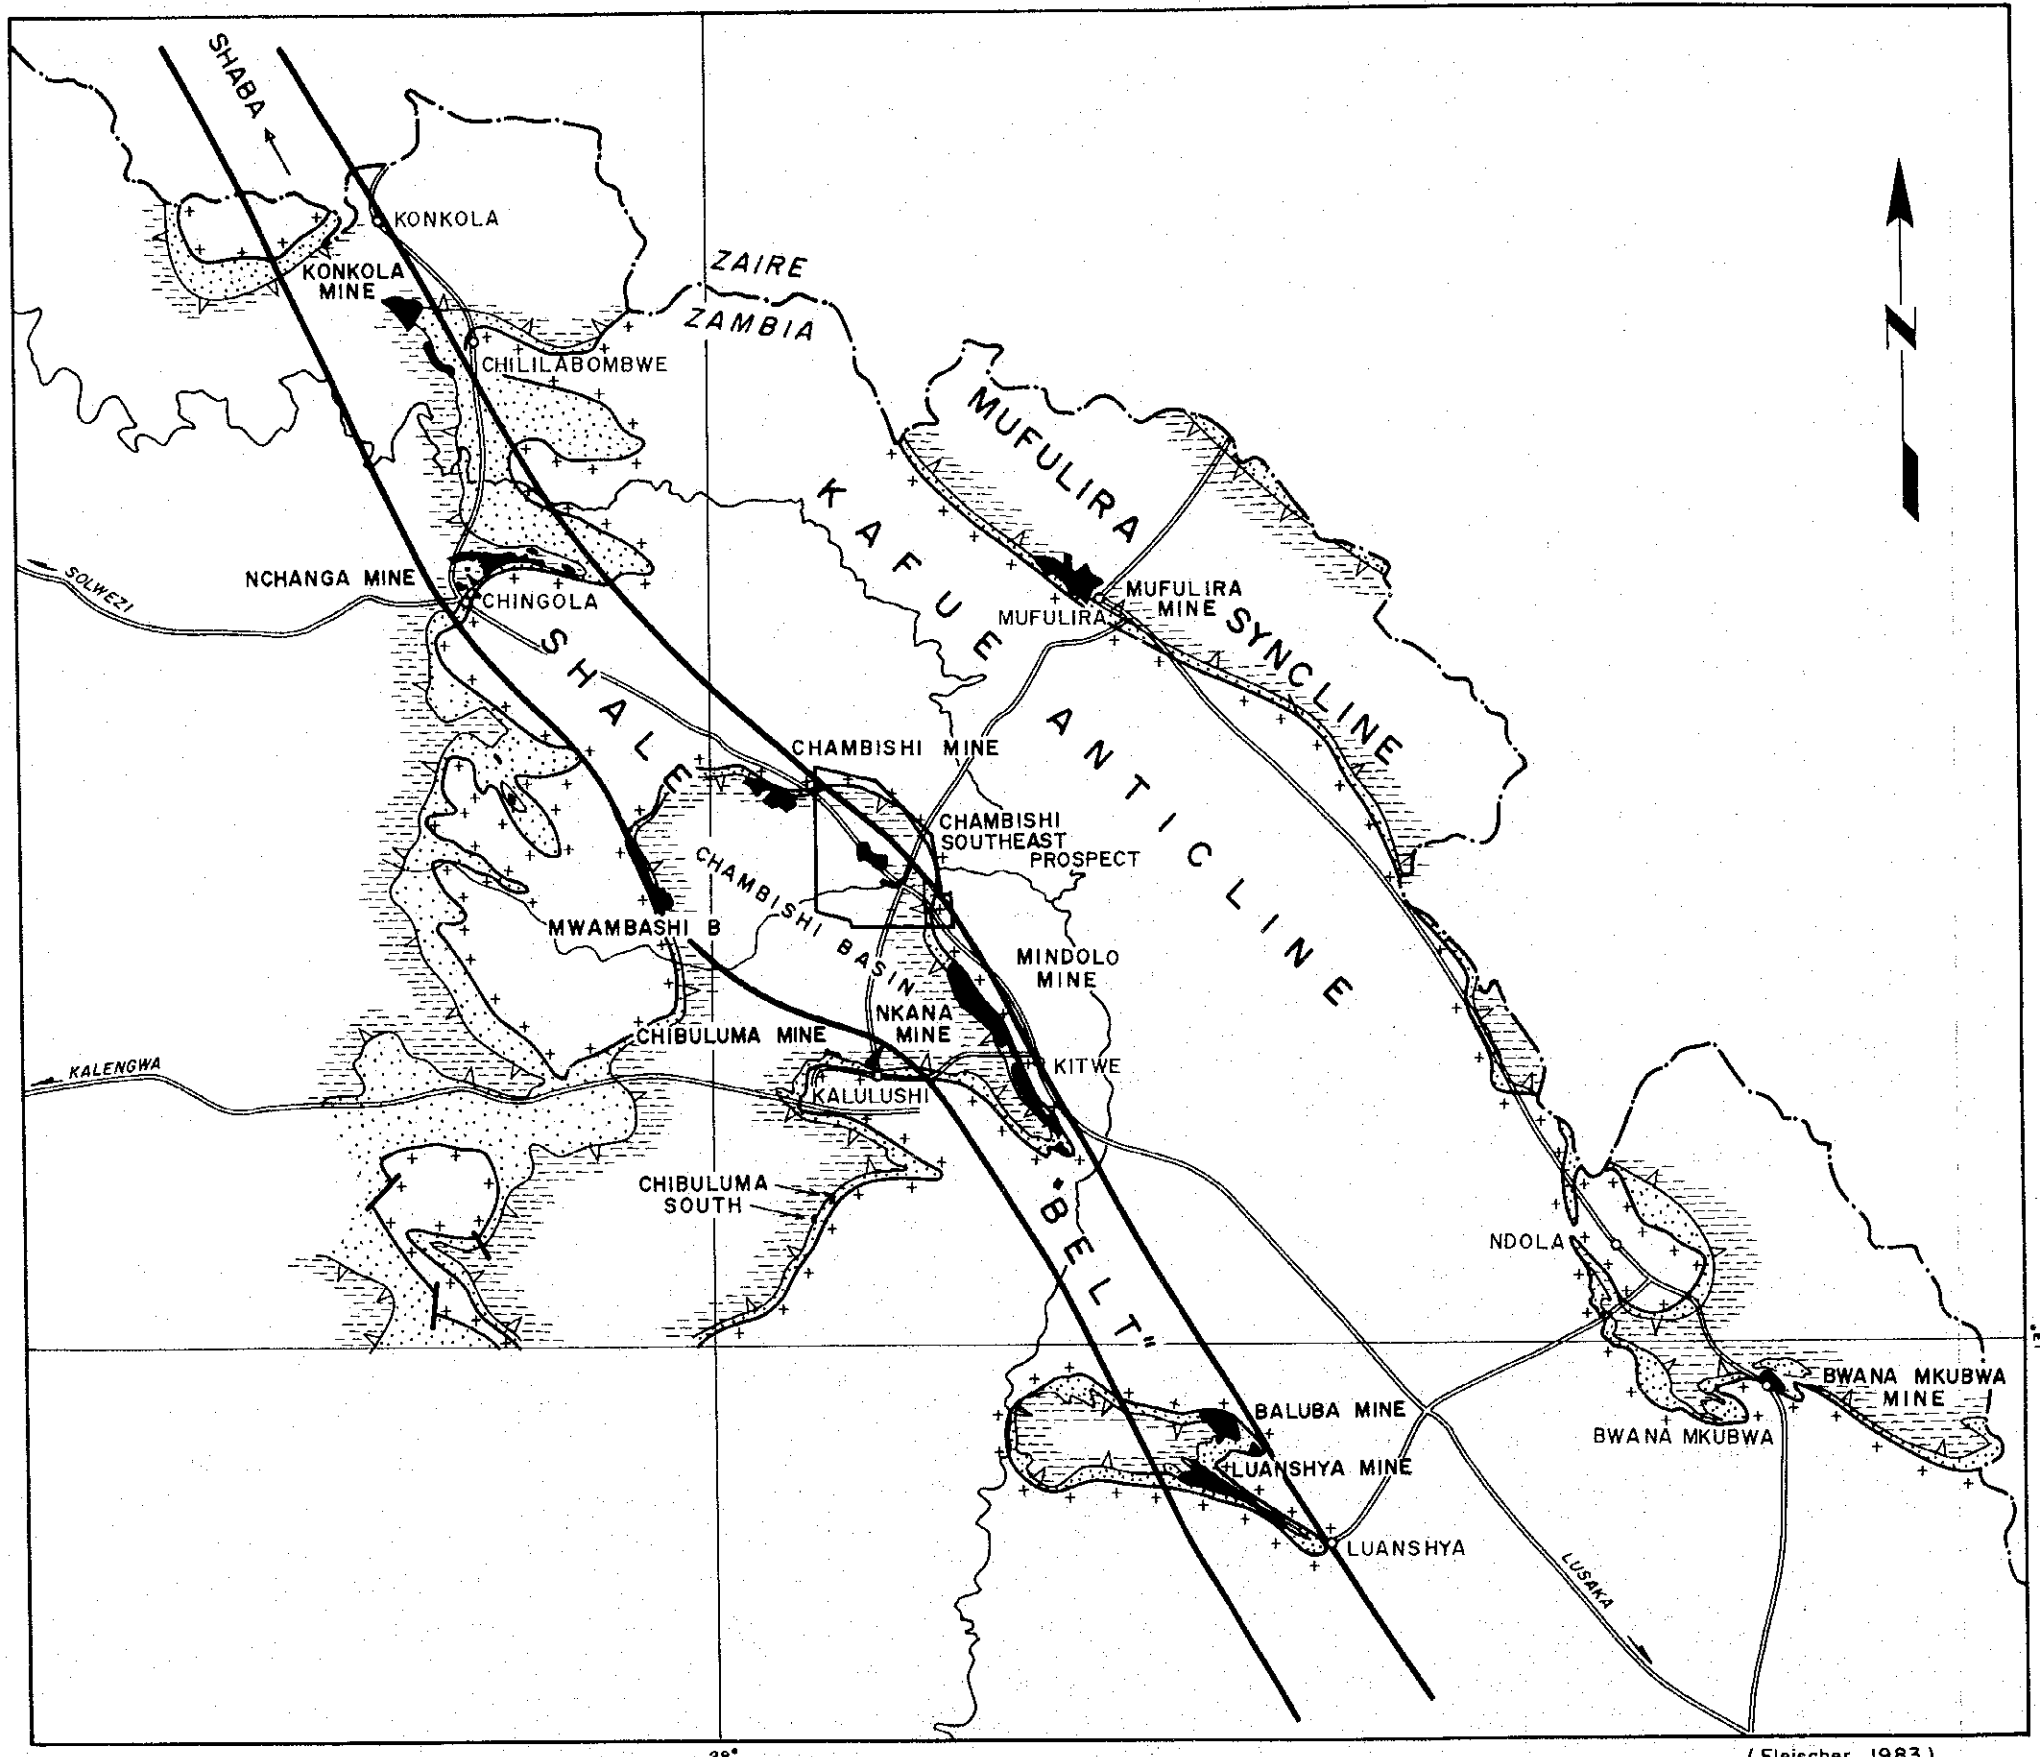 SHABA
KONKOLA
KONKOLA
MINE
ZAIRE
ZAMBIA
CHILILABOMBWE
MUFULIRA SYNCLINE
KAFUE ANTICLINE
NCHANGA MINE
SOLWEZI
CHINGOLA
MUFULIRA
MINE
MUFULIRA
SHALE "BELT"
CHAMBISHI MINE
CHAMBISHI
SOUTHEAST
PROSPECT
CHAMBISHI BASIN
MWAMBASHI B
MINDOLO
MINE
NKANA
MINE
CHIBULUMA MINE
KALENGWA
KITWE
KALULUSHI
CHIBULUMA
SOUTH
NDOLA
BWANA MKUBWA
MINE
BALUBA MINE
BWANA MKUBWA
LUANSHYA MINE
LUANSHYA
LUSAKA
N
(Fleischer, 1983)